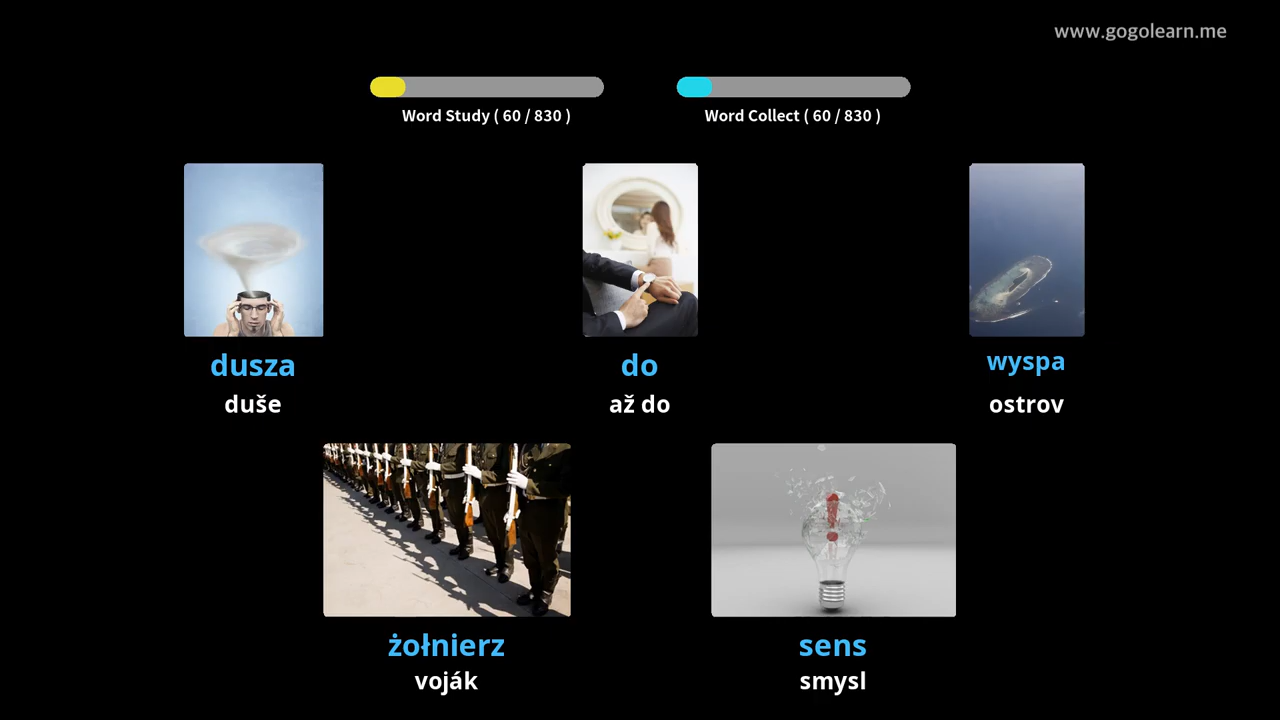 www.gogolearn.me
Word Study ( 60 / 830 )
Word Collect ( 60 / 830 )
dusza
duše
do
až do
wyspa
ostrov
żołnierz
voják
sens
smysl